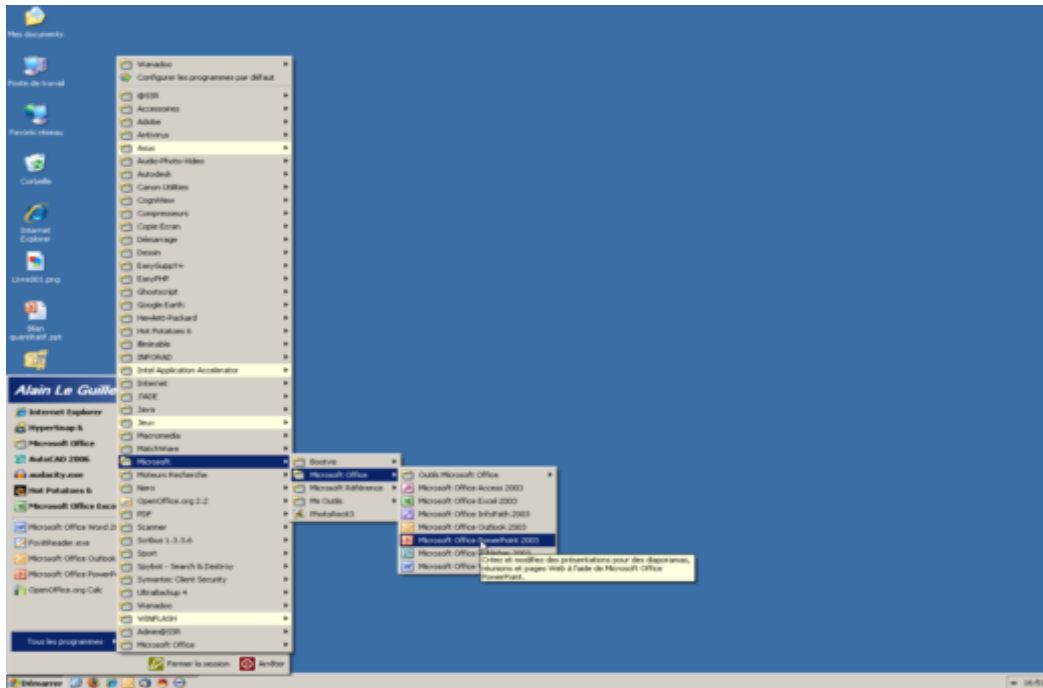 Mes documents
Poste de travail
Favoris réseau
Corbeille
Internet
Explorer
Livre001.png
Bilan
quantitatif.ppt
Wanadoo
Configurer les programmes par défaut
@SSR
Accessoires
Adobe
Antivirus
Asus
Audio-Photo-Video
Autodesk
Canon Utilities
CogniView
Compresseurs
Copie Ecran
Démarrage
Dessin
EasyPHP
Ghostscript
Google Earth
Hewlett-Packard
Hot Potatoes 6
INFORAD
Intel Application Accelerator
Internet
JADE
Java
Jeux
Macromedia
MatchWare
Microsoft
Moteurs Recherche
Nero
OpenOffice.org 2.2
PDF
Scanner
Scribus 1.3.3.6
Sport
Spybot - Search & Destroy
Symantec Client Security
UltraBackup 4
Wanadoo
WINFLASH
Admin@SSR
Microsoft Office
Bootvis
Microsoft Office
Microsoft Référence
Ms Outils
Outils Microsoft Office
Microsoft Office Access 2003
Microsoft Office Excel 2003
Microsoft Office InfoPath 2003
Microsoft Office Outlook 2003
Microsoft Office PowerPoint 2003
Microsoft Office
Microsoft Office
Créez et modifiez des présentations pour des diaporamas,
réunions et pages Web à l'aide de Microsoft Office
PowerPoint.
Alain Le Guille
Internet Explorer
HyperSnap 6
Microsoft Office
AutoCAD 2006
audacity.exe
Hot Potatoes 6
Microsoft Office Exce
Microsoft Office Word 2
FoxitReader.exe
Microsoft Office Outlook
Microsoft Office PowerP
OpenOffice.org Calc
Tous les programmes
Fermer la session
Arrêter
Démarrer